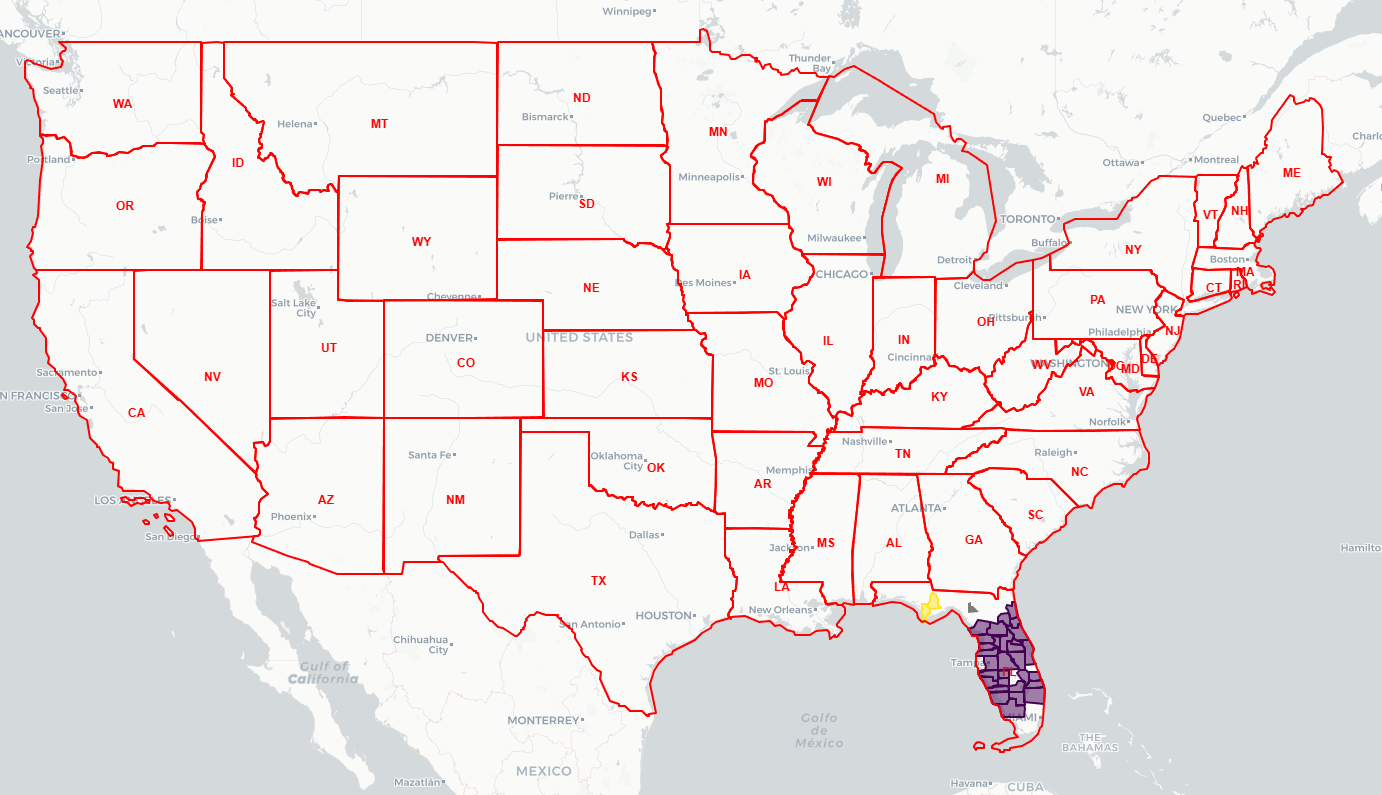 Winnipeg
VANCOUVER
Victoria
Thunder
Bay
Seattle
WA
ND
Helena
MT
Bismarck
MN
Quebec
Portland
ID
Ottawa
Montreal
ME
Minneapolis
WI
MI
Pierre
SD
OR
Boise
VT
NH
TORONTO
WY
Milwaukee
Buffalo
NY
Boston
Detroit
MA
CHICAGO
IA
Des Moines
NE
Cleveland
CT
RI
Cheyenne
Salt Lake
City
PA
NEW YORK
Pittsburgh
OH
Philadelphia
NJ
DENVER
UNITED STATES
UT
IL
IN
Cincinnati
CO
WV
WASHINGTON
DC
MD
DE
Sacramento
NV
KS
St. Louis
MO
SAN FRANCISCO
San Jose
KY
VA
CA
Norfolk
Nashville
TN
Raleigh
Santa Fe
Oklahoma
City
OK
Memphis
NC
LOS ANGELES
AZ
NM
AR
ATLANTA
SC
Phoenix
San Diego
Dallas
Jackson
MS
AL
GA
Hamilton
TX
LA
HOUSTON
New Orleans
San Antonio
Chihuahua
City
Gulf of
California
Tampa
FL
MONTERREY
Golfo
de
México
MIAMI
THE
BAHAMAS
MEXICO
Mazatlán
Havana
CUBA